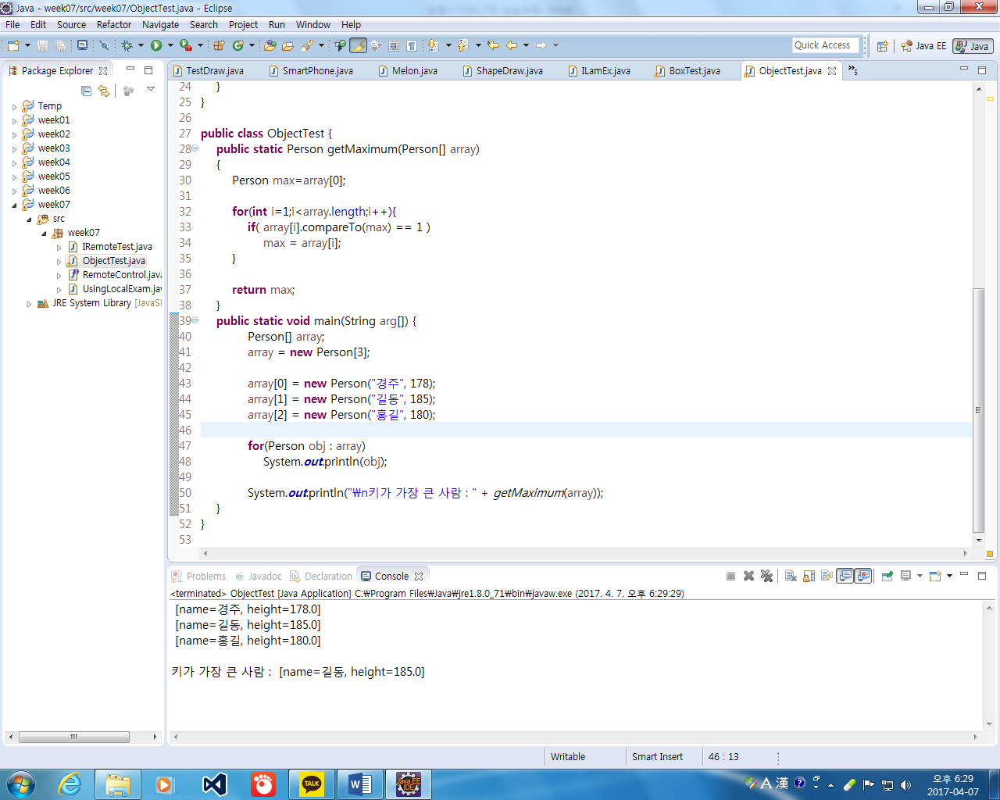 Java - week07/src/week07/ObjectTest.java - Eclipse
File Edit Source Refactor Navigate Search Project Run Window Help
Quick Access
Java EE
Java
Package Explorer
Temp
week01
week02
week03
week04
week05
week06
week07
src
week07
IRemoteTest.java
ObjectTest.java
RemoteControl.java
UsingLocalExam.jav
JRE System Library [JavaSI
TestDraw.java SmartPhone.java Melon.java ShapeDraw.java ILamEx.java BoxTest.java ObjectTest.java »5
24 }
25 }
26
27 public class ObjectTest {
28 public static Person getMaximum(Person[] array)
29 {
30 Person max=array[0];
31
32 for(int i=1;i<array.length;i++){
33 if( array[i].compareTo(max) == 1 )
34 max = array[i];
35 }
36
37 return max;
38 }
39 public static void main(String arg[]) {
40 Person[] array;
41 array = new Person[3];
42
43 array[0] = new Person("경주", 178);
44 array[1] = new Person("길동", 185);
45 array[2] = new Person("홍길", 180);
46
47 for(Person obj : array)
48 System.out.println(obj);
49
50 System.out.println("₩n키가 가장 큰 사람 : " + getMaximum(array));
51 }
52 }
53
Problems @ Javadoc Declaration Console
<terminated> ObjectTest [Java Application] C:₩Program Files₩Java₩jre1.8.0_71₩bin₩javaw.exe (2017. 4. 7. 오후 6:29:29)
[name=경주, height=178.0]
[name=길동, height=185.0]
[name=홍길, height=180.0]
키가 가장 큰 사람 : [name=길동, height=185.0]
Writable Smart Insert 46 : 13
TALK
W
Java EE IDE
A 漢
오후 6:29
2017-04-07